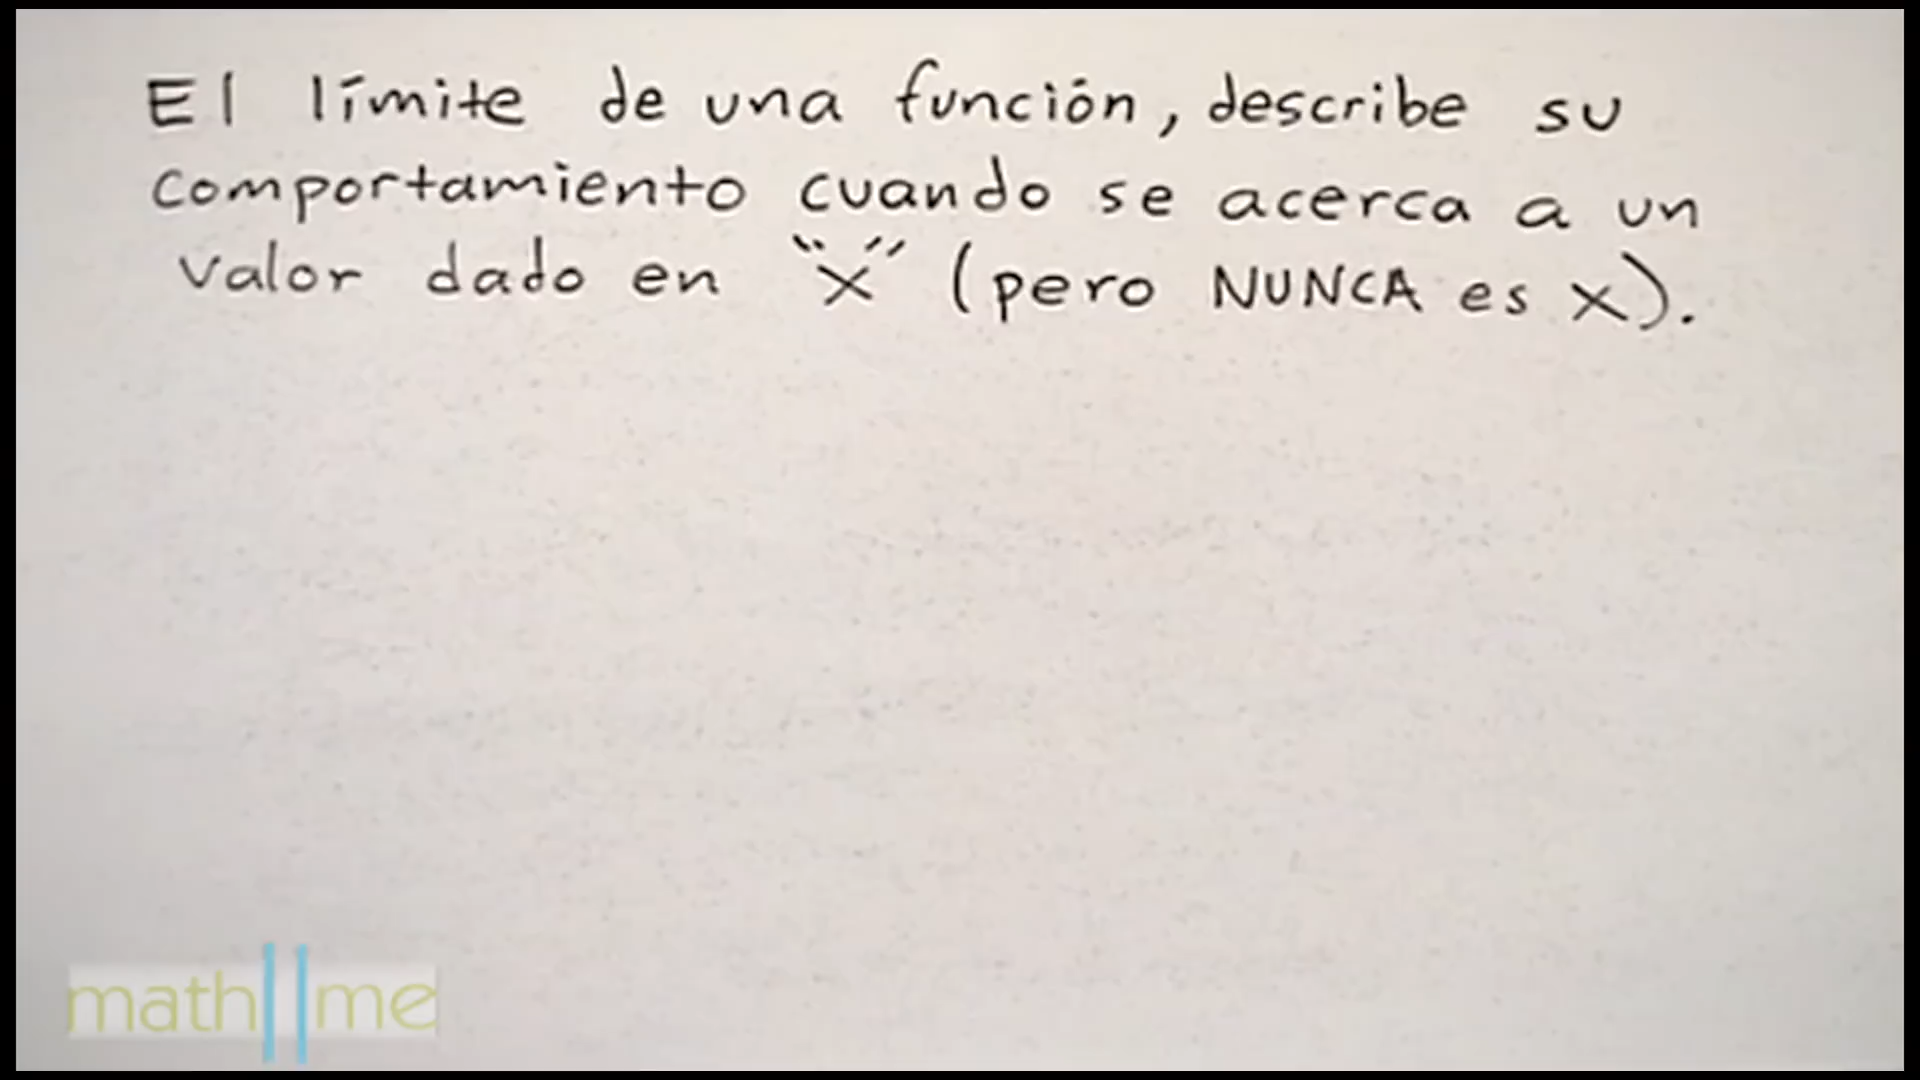 El límite de una función, describe su
comportamiento cuando se acerca a un
valor dado en "x" (pero NUNCA es x).
math||me